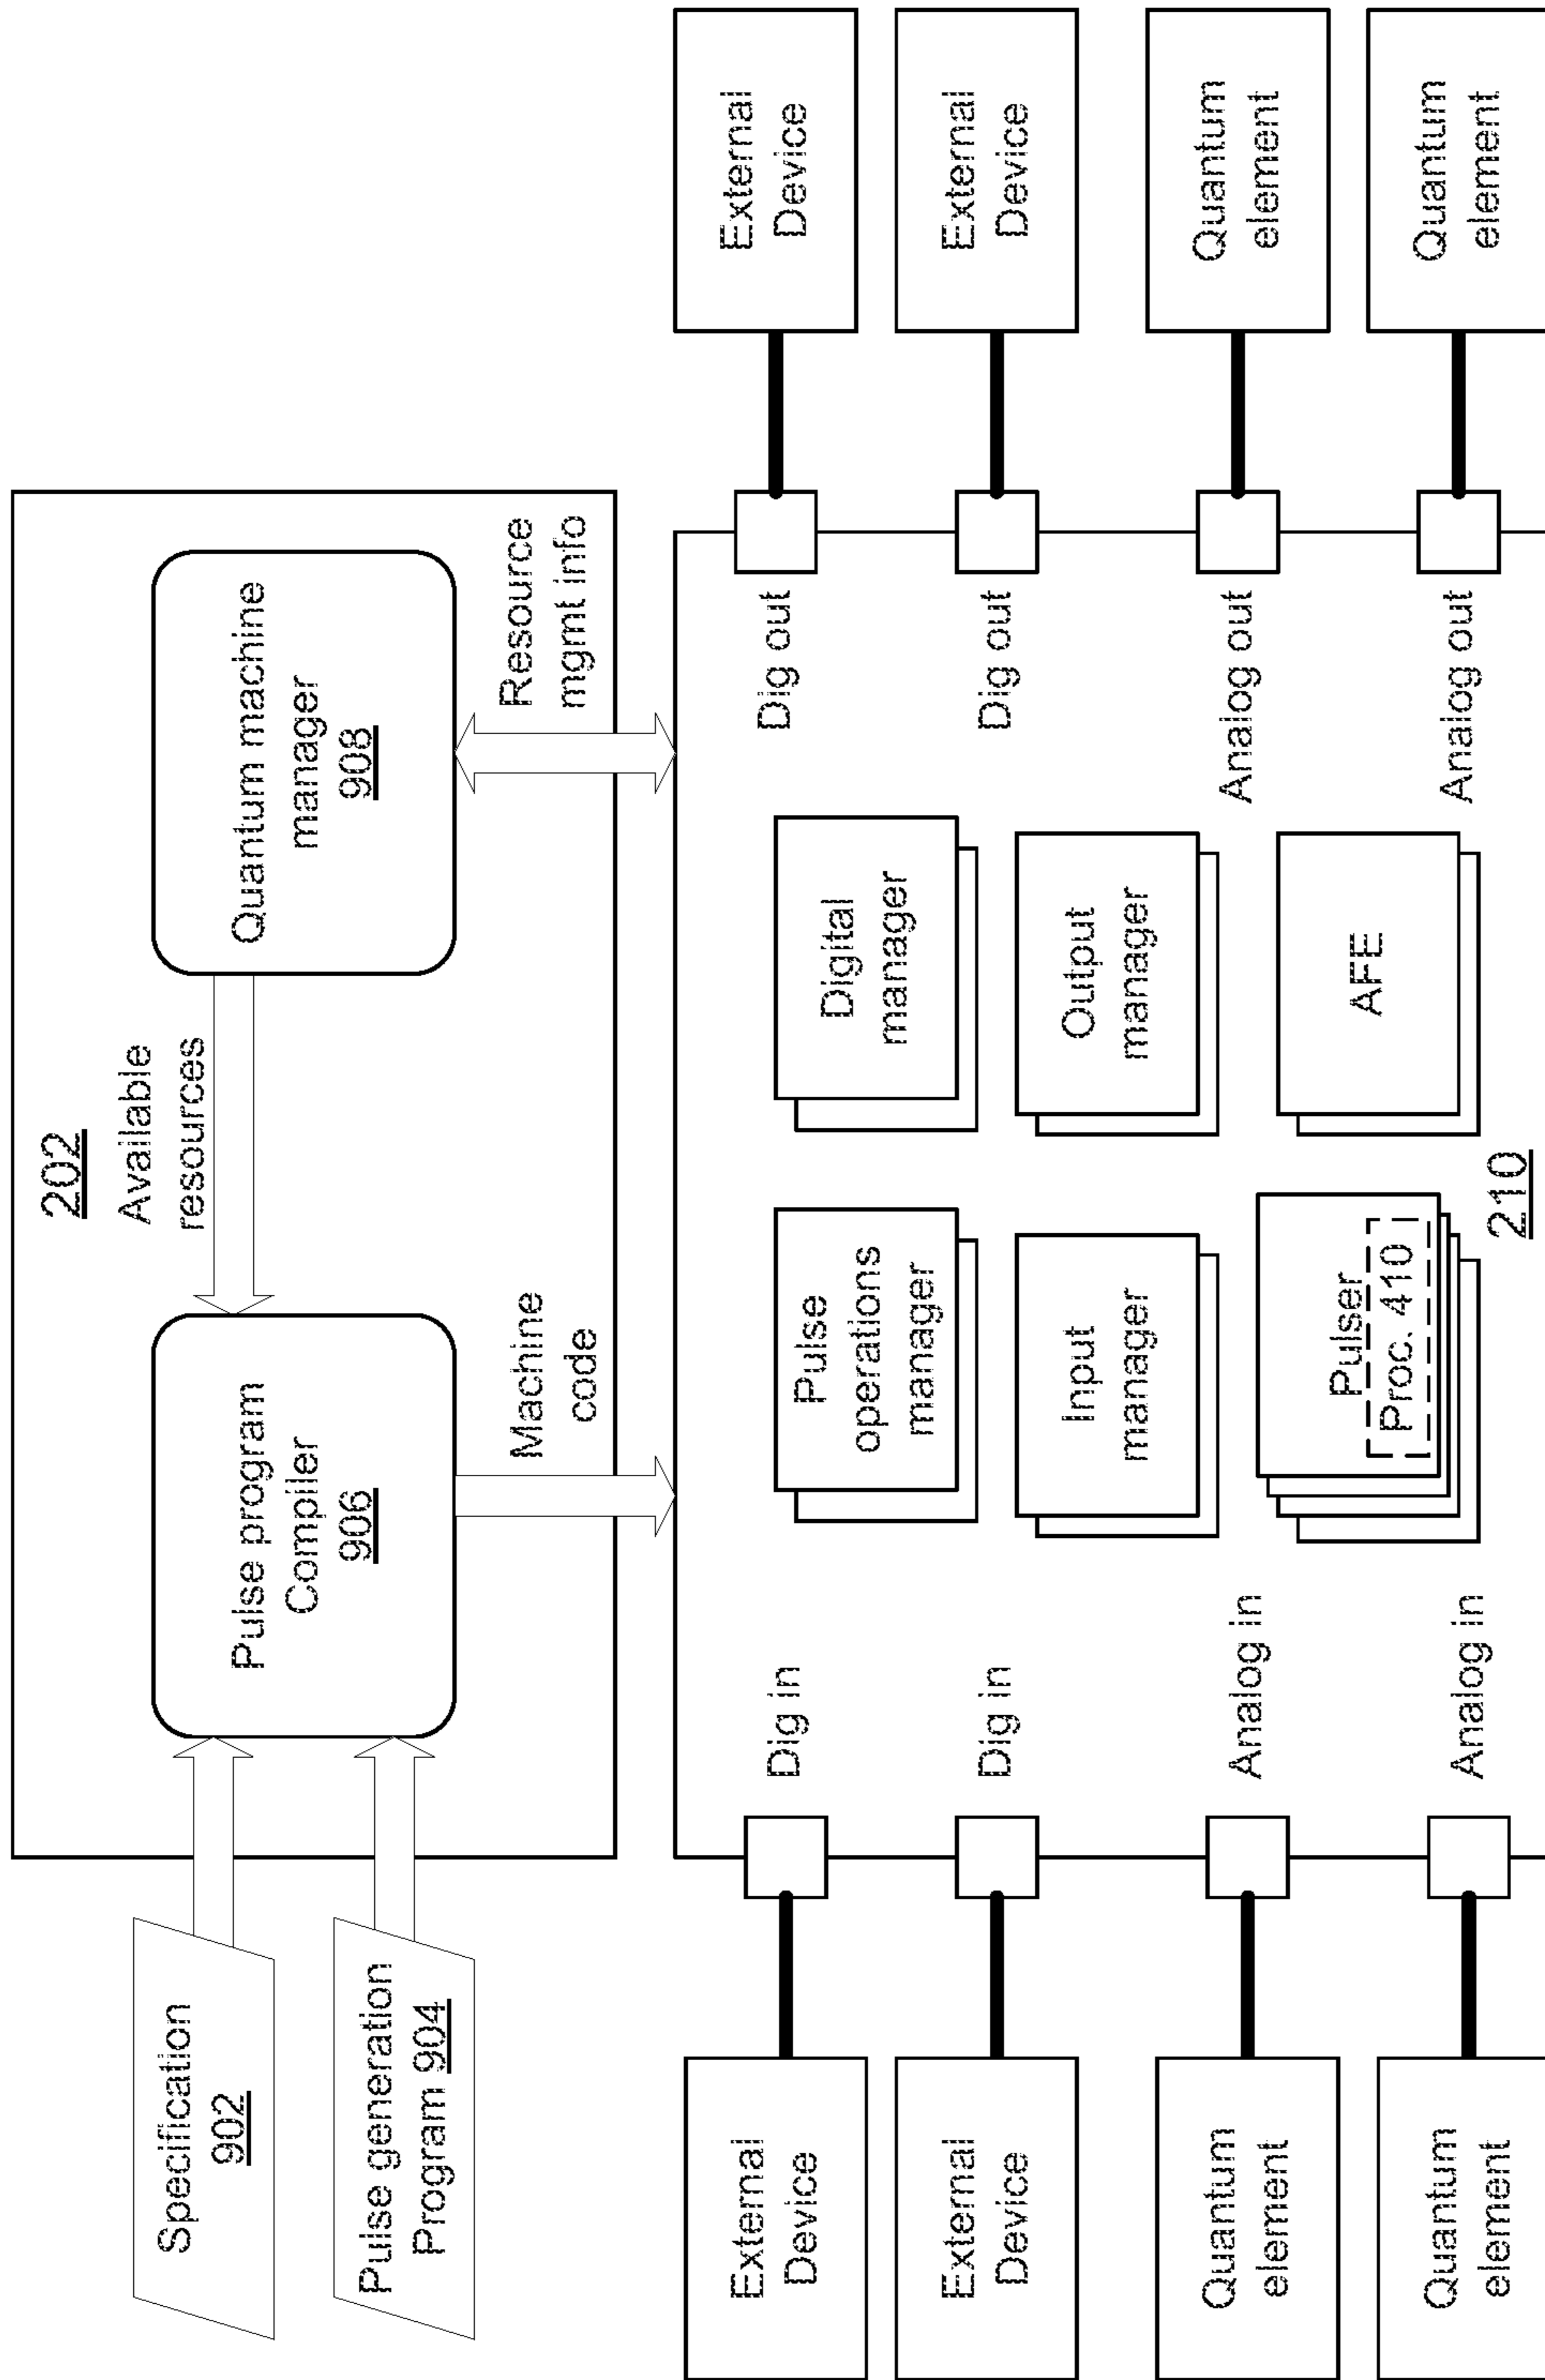 202
Specification
902
Pulse generation
Program 904
Pulse program
Compiler
906
Available
resources
Quantum machine
manager
908
Machine
code
Resource
mgmt info
External
Device
Dig in
Pulse
operations
manager
Digital
manager
Dig out
External
Device
External
Device
Dig in
Input
manager
Output
manager
Dig out
External
Device
Quantum
element
Analog in
Pulser
Proc. 410
AFE
Analog out
Quantum
element
Quantum
element
Analog in
210
Analog out
Quantum
element